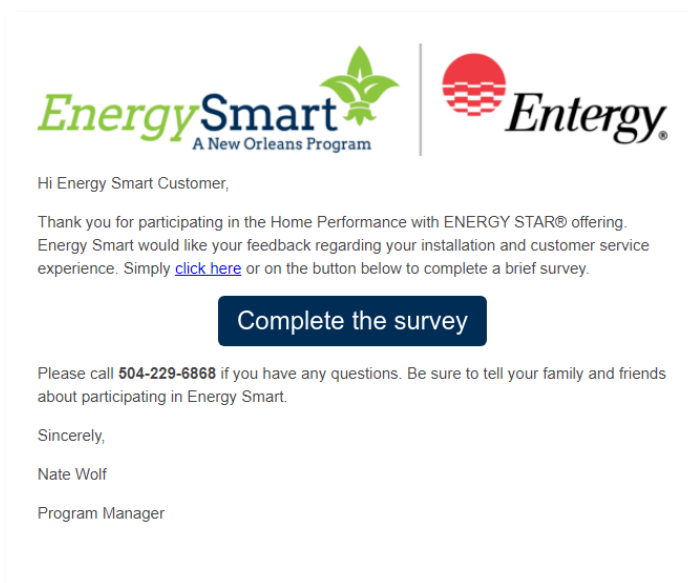 EnergySmart
A New Orleans Program
Entergy®
Hi Energy Smart Customer,
Thank you for participating in the Home Performance with ENERGY STAR® offering.
Energy Smart would like your feedback regarding your installation and customer service
experience. Simply click here or on the button below to complete a brief survey.
Complete the survey
Please call 504-229-6868 if you have any questions. Be sure to tell your family and friends
about participating in Energy Smart.
Sincerely,
Nate Wolf
Program Manager